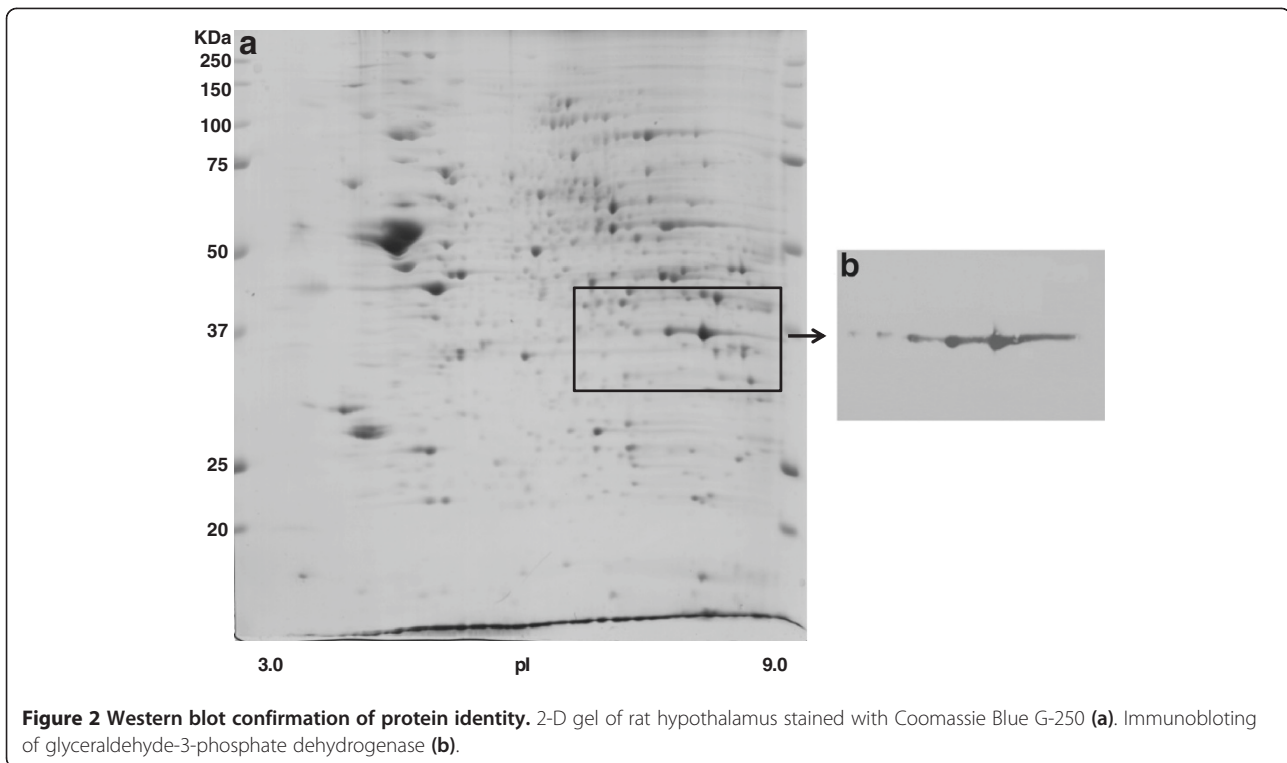 KDa
a
250
150
100
75
50
b
37
25
20
3.0 pI 9.0
Figure 2 Western blot confirmation of protein identity. 2-D gel of rat hypothalamus stained with Coomassie Blue G-250 (a). Immunobloting
of glyceraldehyde-3-phosphate dehydrogenase (b).